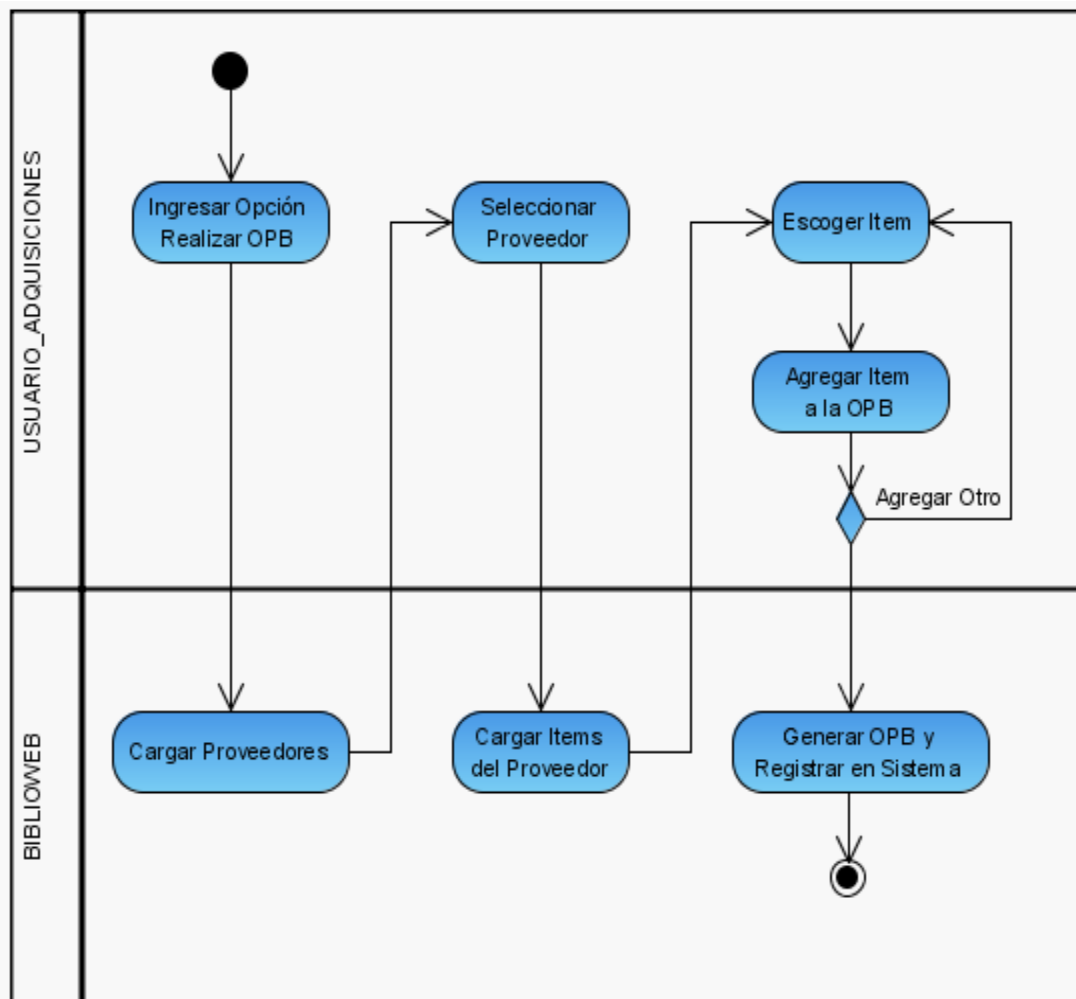 USUARIO_ADQUISICIONES
Ingresar Opción
Realizar OPB
Seleccionar
Proveedor
Escoger Item
Agregar Item
a la OPB
Agregar Otro
BIBLIOWEB
Cargar Proveedores
Cargar Items
del Proveedor
Generar OPB y
Registrar en Sistema